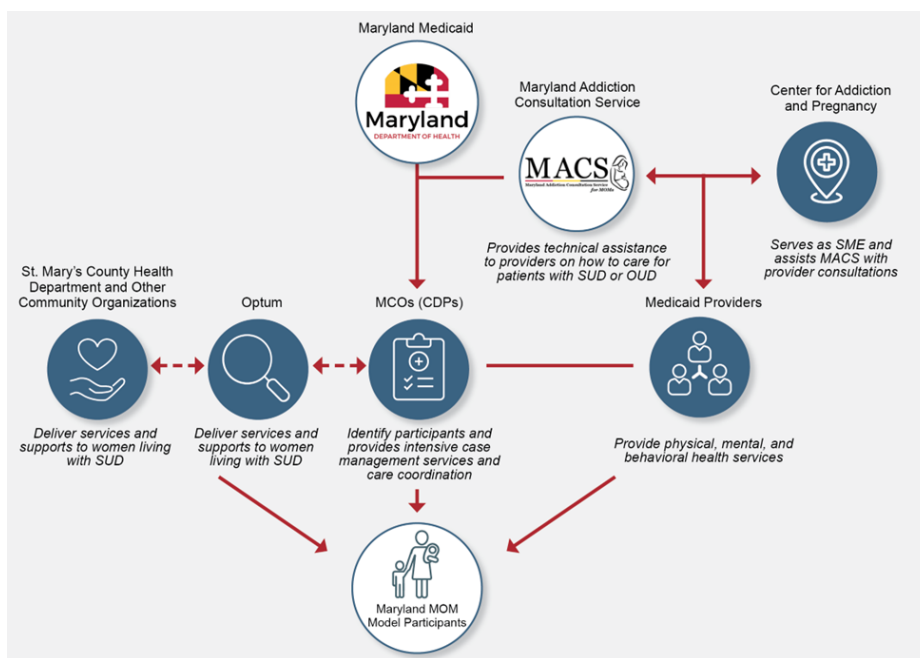 Maryland Medicaid
Maryland
DEPARTMENT OF HEALTH
Maryland Addiction
Consultation Service
MACS
Maryland Addiction Consultation Service
for MOMs
Provides technical assistance
to providers on how to care for
patients with SUD or OUD
Center for Addiction
and Pregnancy
Serves as SME and
assists MACS with
provider consultations
St. Mary's County Health
Department and Other
Community Organizations
Deliver services and
supports to women living
with SUD
Optum
Deliver services and
supports to women
living with SUD
MCOs (CDPs)
Identify participants and
provides intensive case
management services and
care coordination
Medicaid Providers
Provide physical, mental, and
behavioral health services
Maryland MOM
Model Participants